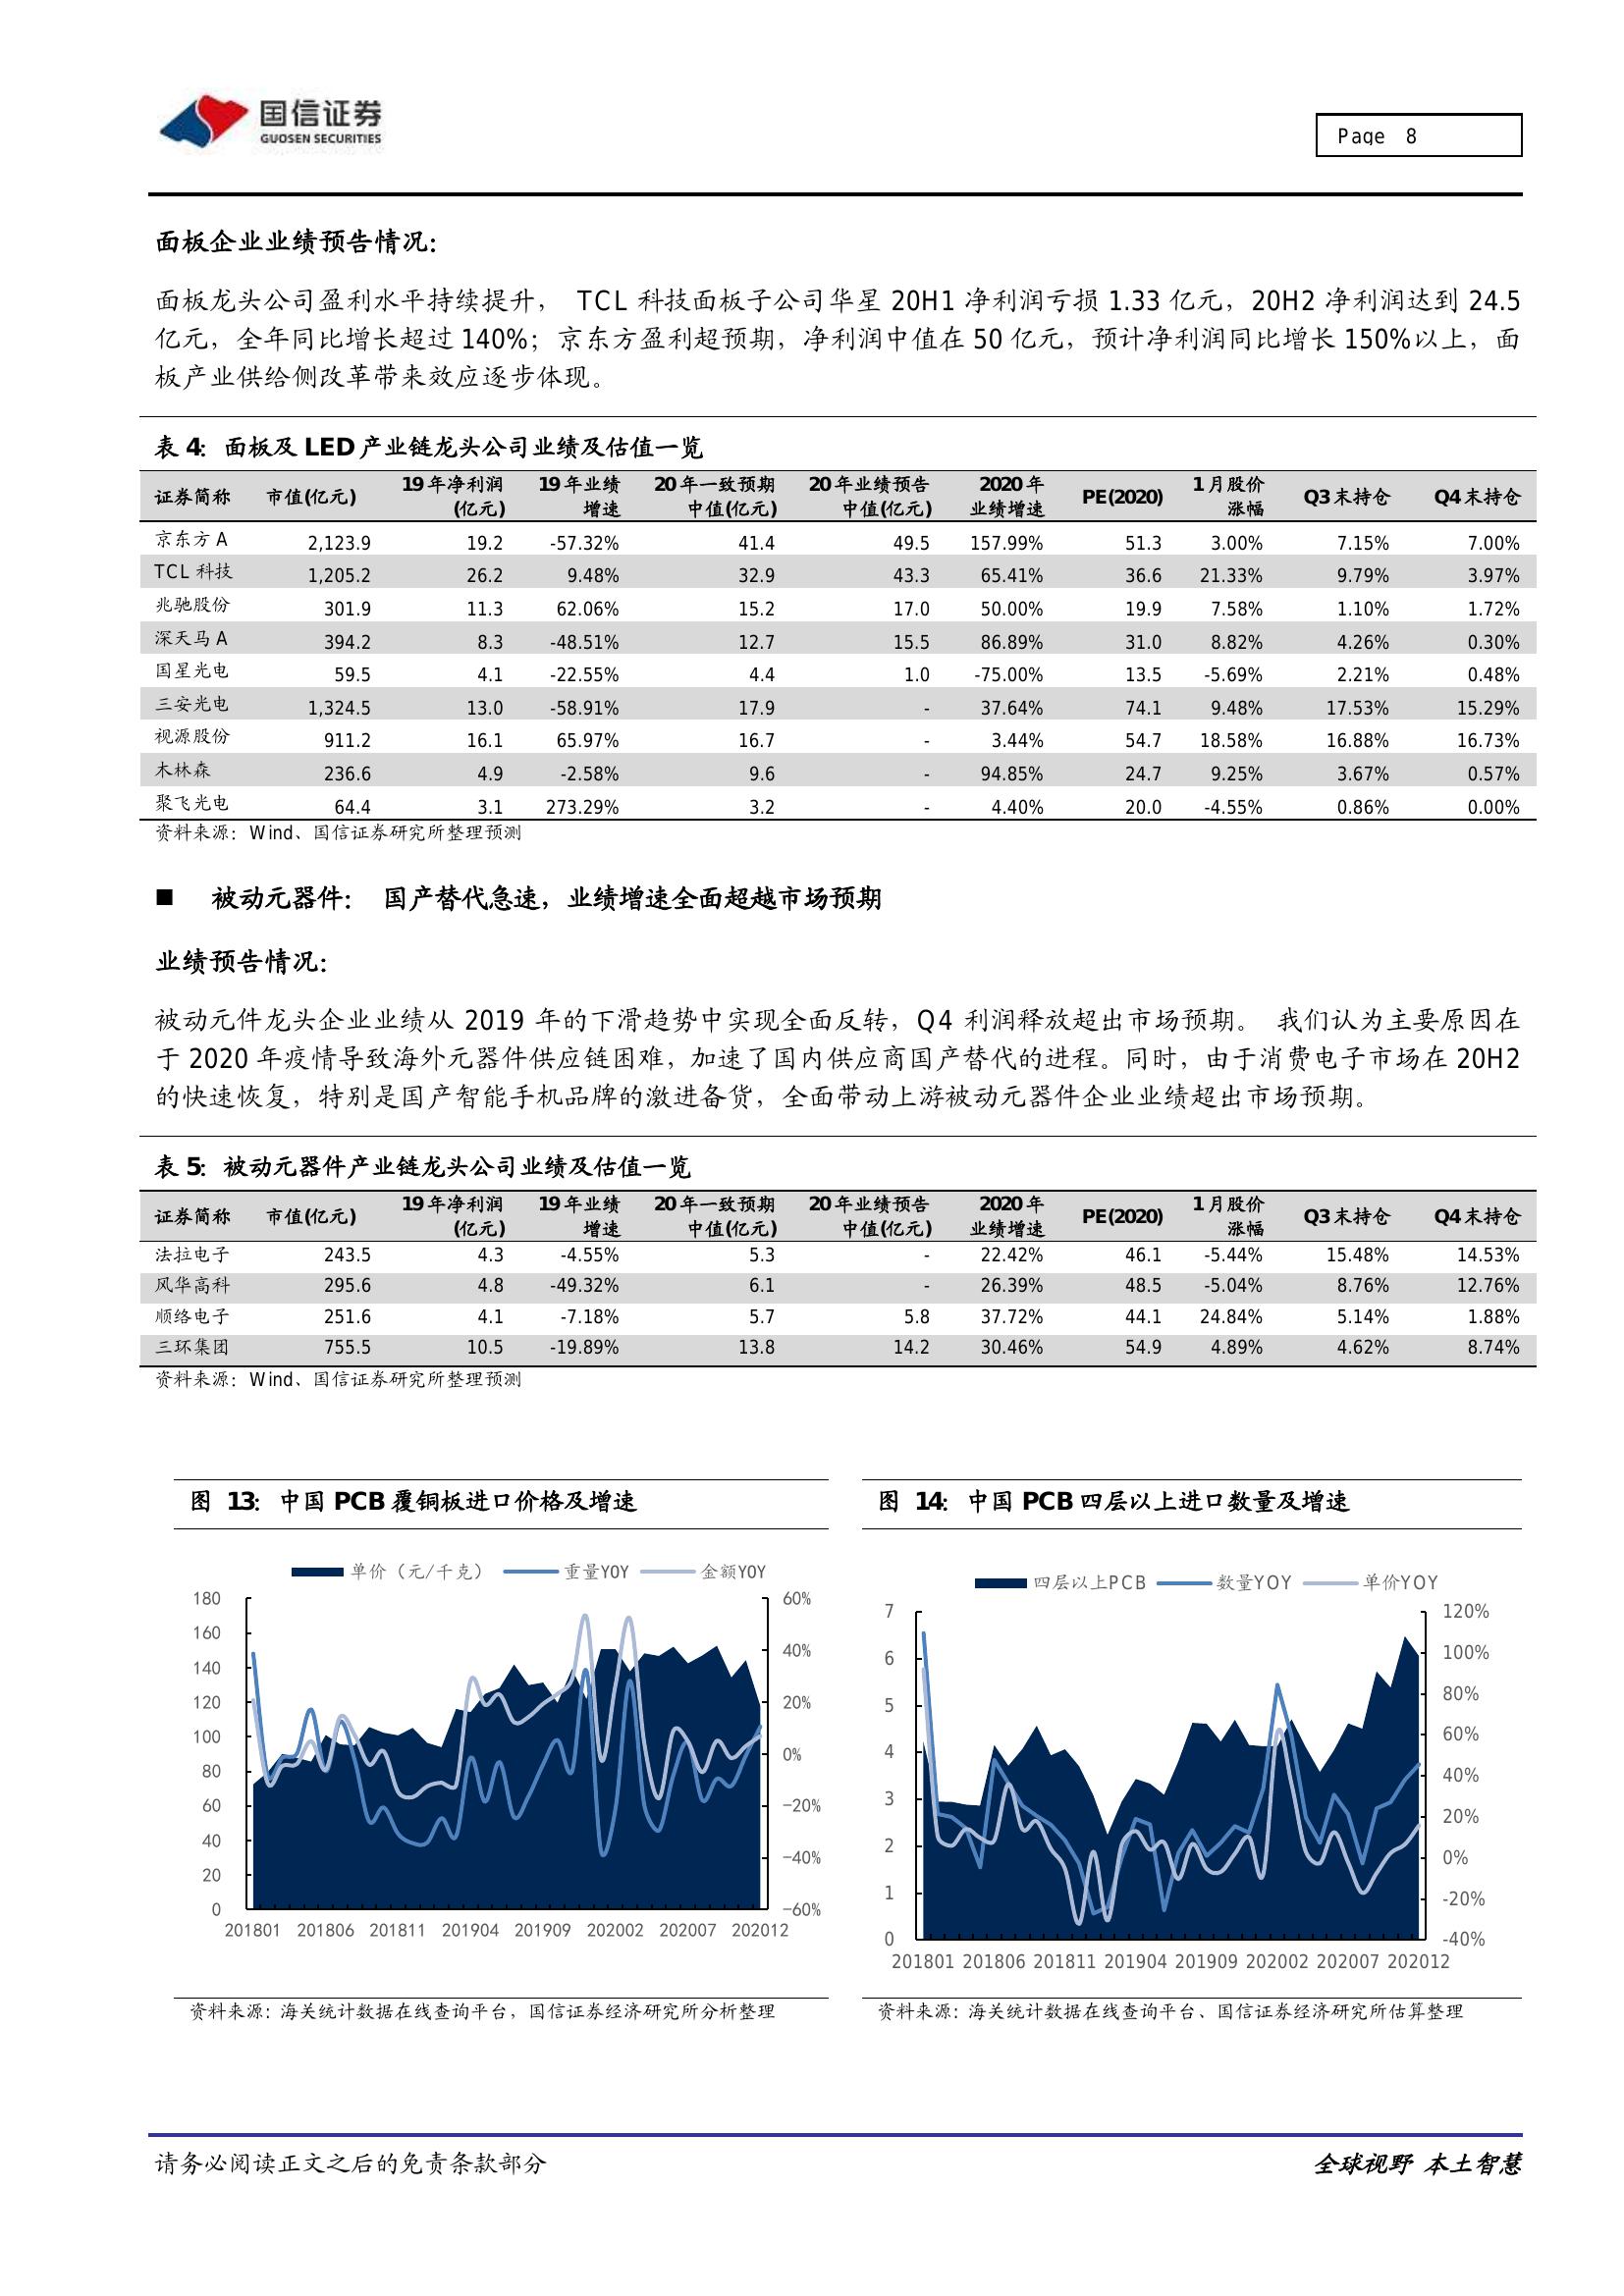 国信证券
GUOSEN SECURITIES
Page 8
面板企业业绩预告情况：
面板龙头公司盈利水平持续提升， TCL 科技面板子公司华星 20H1 净利润亏损 1.33 亿元，20H2 净利润达到 24.5
亿元，全年同比增长超过 140%；京东方盈利超预期，净利润中值在 50 亿元，预计净利润同比增长 150%以上，面
板产业供给侧改革带来效应逐步体现。
表 4：面板及 LED 产业链龙头公司业绩及估值一览
证券简称 市值(亿元) 19 年净利润(亿元) 19 年业绩增速 20 年一致预期中值(亿元) 20 年业绩预告中值(亿元) 2020 年业绩增速 PE(2020) 1 月股价涨幅 Q3 末持仓 Q4 末持仓
京东方 A 2,123.9 19.2 -57.32% 41.4 49.5 157.99% 51.3 3.00% 7.15% 7.00%
TCL 科技 1,205.2 26.2 9.48% 32.9 43.3 65.41% 36.6 21.33% 9.79% 3.97%
兆驰股份 301.9 11.3 62.06% 15.2 17.0 50.00% 19.9 7.58% 1.10% 1.72%
深天马 A 394.2 8.3 -48.51% 12.7 15.5 86.89% 31.0 8.82% 4.26% 0.30%
国星光电 59.5 4.1 -22.55% 4.4 1.0 -75.00% 13.5 -5.69% 2.21% 0.48%
三安光电 1,324.5 13.0 -58.91% 17.9 - 37.64% 74.1 9.48% 17.53% 15.29%
视源股份 911.2 16.1 65.97% 16.7 - 3.44% 54.7 18.58% 16.88% 16.73%
木林森 236.6 4.9 -2.58% 9.6 - 94.85% 24.7 9.25% 3.67% 0.57%
聚飞光电 64.4 3.1 273.29% 3.2 - 4.40% 20.0 -4.55% 0.86% 0.00%
资料来源：Wind、国信证券研究所整理预测
■ 被动元器件： 国产替代急速，业绩增速全面超越市场预期
业绩预告情况：
被动元件龙头企业业绩从 2019 年的下滑趋势中实现全面反转，Q4 利润释放超出市场预期。 我们认为主要原因在
于 2020 年疫情导致海外元器件供应链困难，加速了国内供应商国产替代的进程。同时，由于消费电子市场在 20H2
的快速恢复，特别是国产智能手机品牌的激进备货，全面带动上游被动元器件企业业绩超出市场预期。
表 5：被动元器件产业链龙头公司业绩及估值一览
证券简称 市值(亿元) 19 年净利润(亿元) 19 年业绩增速 20 年一致预期中值(亿元) 20 年业绩预告中值(亿元) 2020 年业绩增速 PE(2020) 1 月股价涨幅 Q3 末持仓 Q4 末持仓
法拉电子 243.5 4.3 -4.55% 5.3 - 22.42% 46.1 -5.44% 15.48% 14.53%
风华高科 295.6 4.8 -49.32% 6.1 - 26.39% 48.5 -5.04% 8.76% 12.76%
顺络电子 251.6 4.1 -7.18% 5.7 5.8 37.72% 44.1 24.84% 5.14% 1.88%
三环集团 755.5 10.5 -19.89% 13.8 14.2 30.46% 54.9 4.89% 4.62% 8.74%
资料来源：Wind、国信证券研究所整理预测
图 13：中国 PCB 覆铜板进口价格及增速
单价（元/千克） 重量YOY 金额YOY
180 60%
160
140 40%
120 20%
100
80 0%
60 −20%
40 −40%
20
0 −60%
201801 201806 201811 201904 201909 202002 202007 202012
资料来源：海关统计数据在线查询平台，国信证券经济研究所分析整理
图 14：中国 PCB 四层以上进口数量及增速
四层以上PCB 数量YOY 单价YOY
7 120%
6 100%
5 80%
4 60%
3 40%
2 20%
1 0%
0 -20%
-40%
201801 201806 201811 201904 201909 202002 202007 202012
资料来源：海关统计数据在线查询平台、国信证券经济研究所估算整理
请务必阅读正文之后的免责条款部分
全球视野 本土智慧